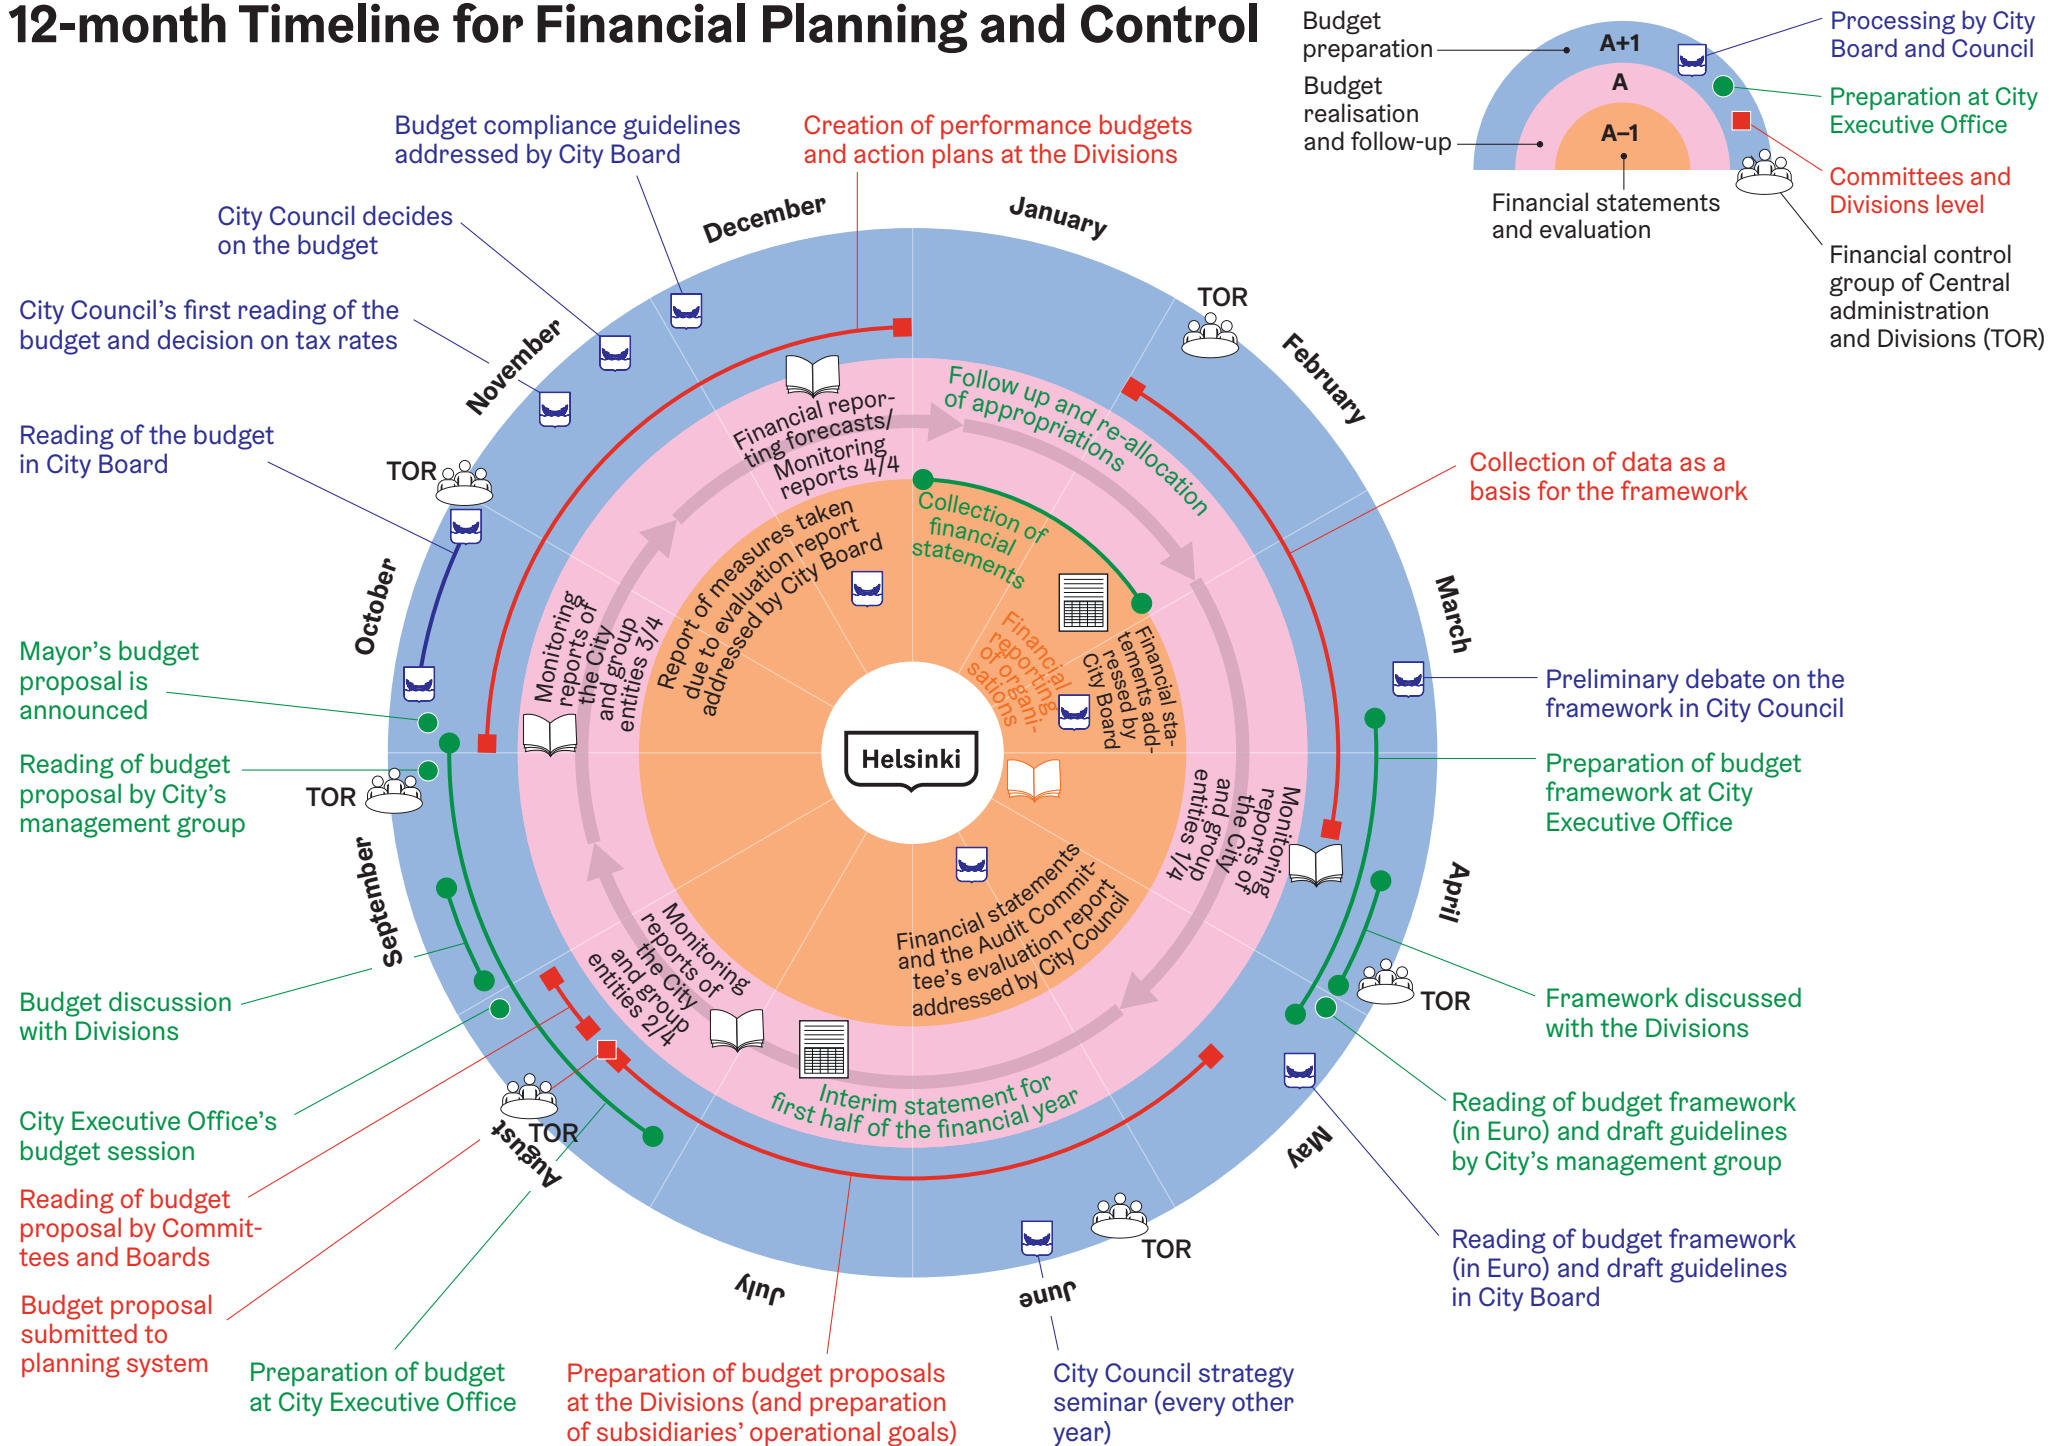 12-month Timeline for Financial Planning and Control
Budget
preparation
Budget
realisation
and follow-up
A+1
A
A–1
Financial statements
and evaluation
Processing by City
Board and Council
Preparation at City
Executive Office
Committees and
Divisions level
Financial control
group of Central
administration
and Divisions (TOR)
Budget compliance guidelines
addressed by City Board
Creation of performance budgets
and action plans at the Divisions
City Council decides
on the budget
City Council's first reading of the
budget and decision on tax rates
Reading of the budget
in City Board
Mayor's budget
proposal is
announced
Reading of budget
proposal by City's
management group
Budget discussion
with Divisions
City Executive Office's
budget session
Reading of budget
proposal by Commit-
tees and Boards
Budget proposal
submitted to
planning system
Preparation of budget
at City Executive Office
Preparation of budget proposals
at the Divisions (and preparation
of subsidiaries' operational goals)
City Council strategy
seminar (every other
year)
Reading of budget framework
(in Euro) and draft guidelines
in City Board
Reading of budget framework
(in Euro) and draft guidelines
by City's management group
Framework discussed
with the Divisions
Preparation of budget
framework at City
Executive Office
Preliminary debate on the
framework in City Council
Collection of data as a
basis for the framework
January
February
March
April
May
June
July
August
September
October
November
December
TOR
TOR
TOR
TOR
TOR
TOR
Follow up and re-allocation
of appropriations
Monitoring
reports of
the City
and group
entities 1/4
Interim statement for
first half of the financial year
Monitoring
reports of
the City
and group
entities 2/4
Monitoring
reports of
the City
and group
entities 3/4
Financial repor-
ting forecasts/
Monitoring
reports 4/4
Collection of
financial
statements
Financial
reporting
of organi-
sations
Financial sta-
tements add-
ressed by
City Board
Financial statements
and the Audit Commit-
tee's evaluation report
addressed by City Council
Report of measures taken
due to evaluation report
addressed by City Board
Helsinki